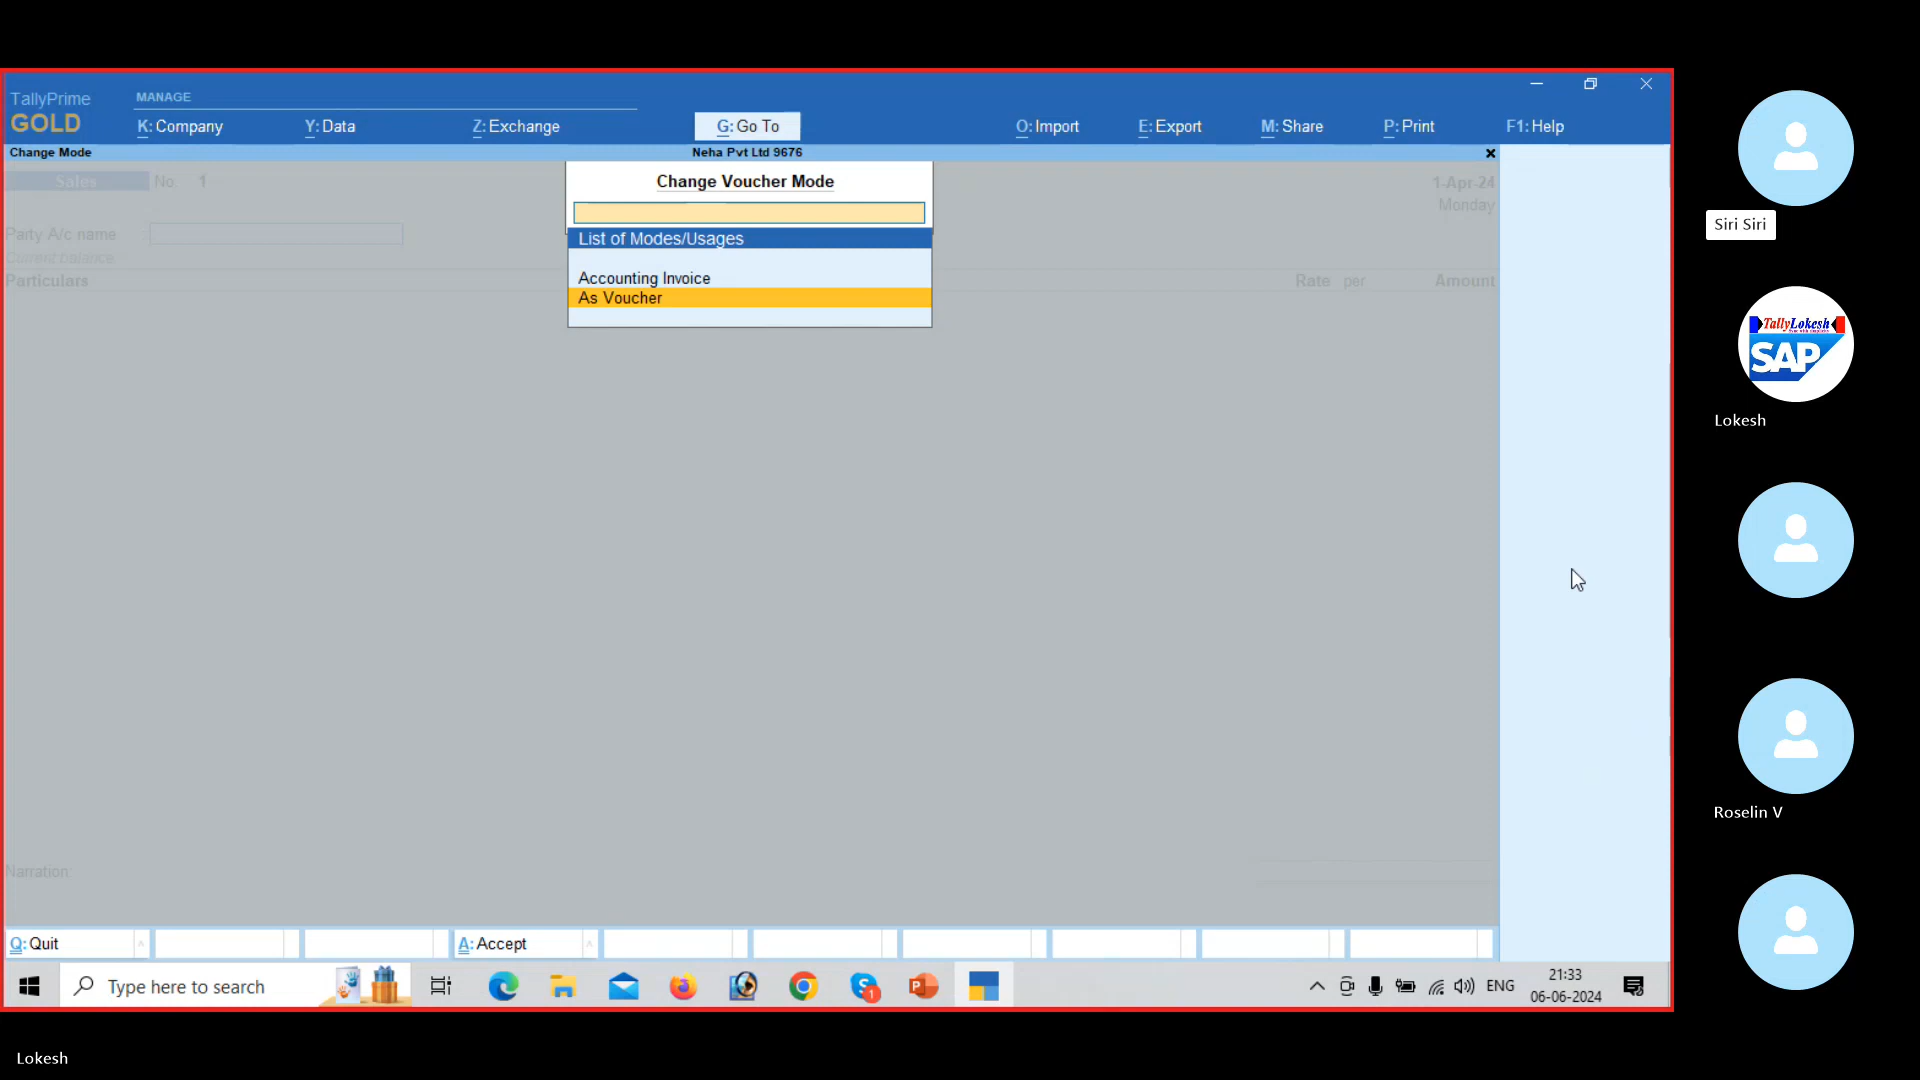 TallyPrime
GOLD
MANAGE
K: Company
Y: Data
Z: Exchange
G: Go To
O: Import
E: Export
M: Share
P: Print
F1: Help
Change Mode
Neha Pvt Ltd 9676
Sales No. 1
1-Apr-24
Monday
Change Voucher Mode
Party A/c name
Current balance
List of Modes/Usages
Particulars
Rate per
Amount
Accounting Invoice
As Voucher
Narration:
Q: Quit
A: Accept
Type here to search
1
ENG
21:33
06-06-2024
Siri Siri
TallyLokesh
SAP
Lokesh
Roselin V
Lokesh